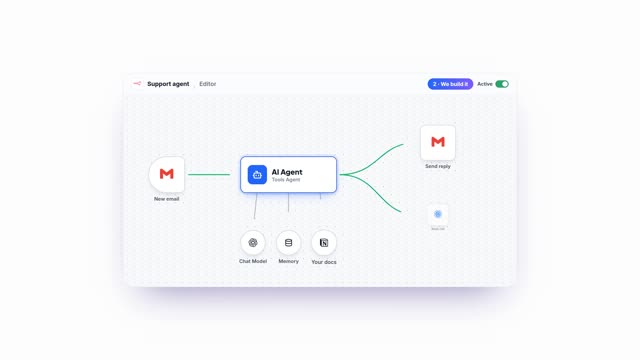 Support agent
Editor
2 · We build it
Active
New email
AI Agent
Tools Agent
Send reply
Chat Model
Memory
Your docs